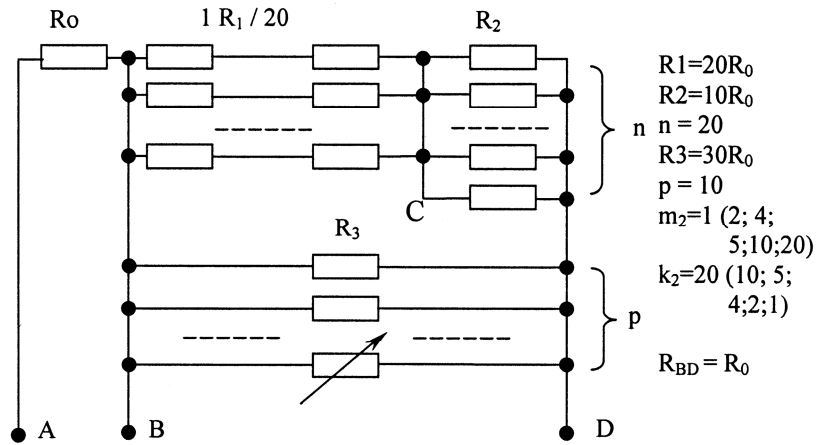 Ro
1 R₁ / 20
R₂
R1=20R₀
R2=10R₀
n
n = 20
R3=30R₀
p = 10
C
m₂=1 (2; 4;
5;10;20)
R₃
k₂=20 (10; 5;
4;2;1)
p
R_BD = R₀
A
B
D